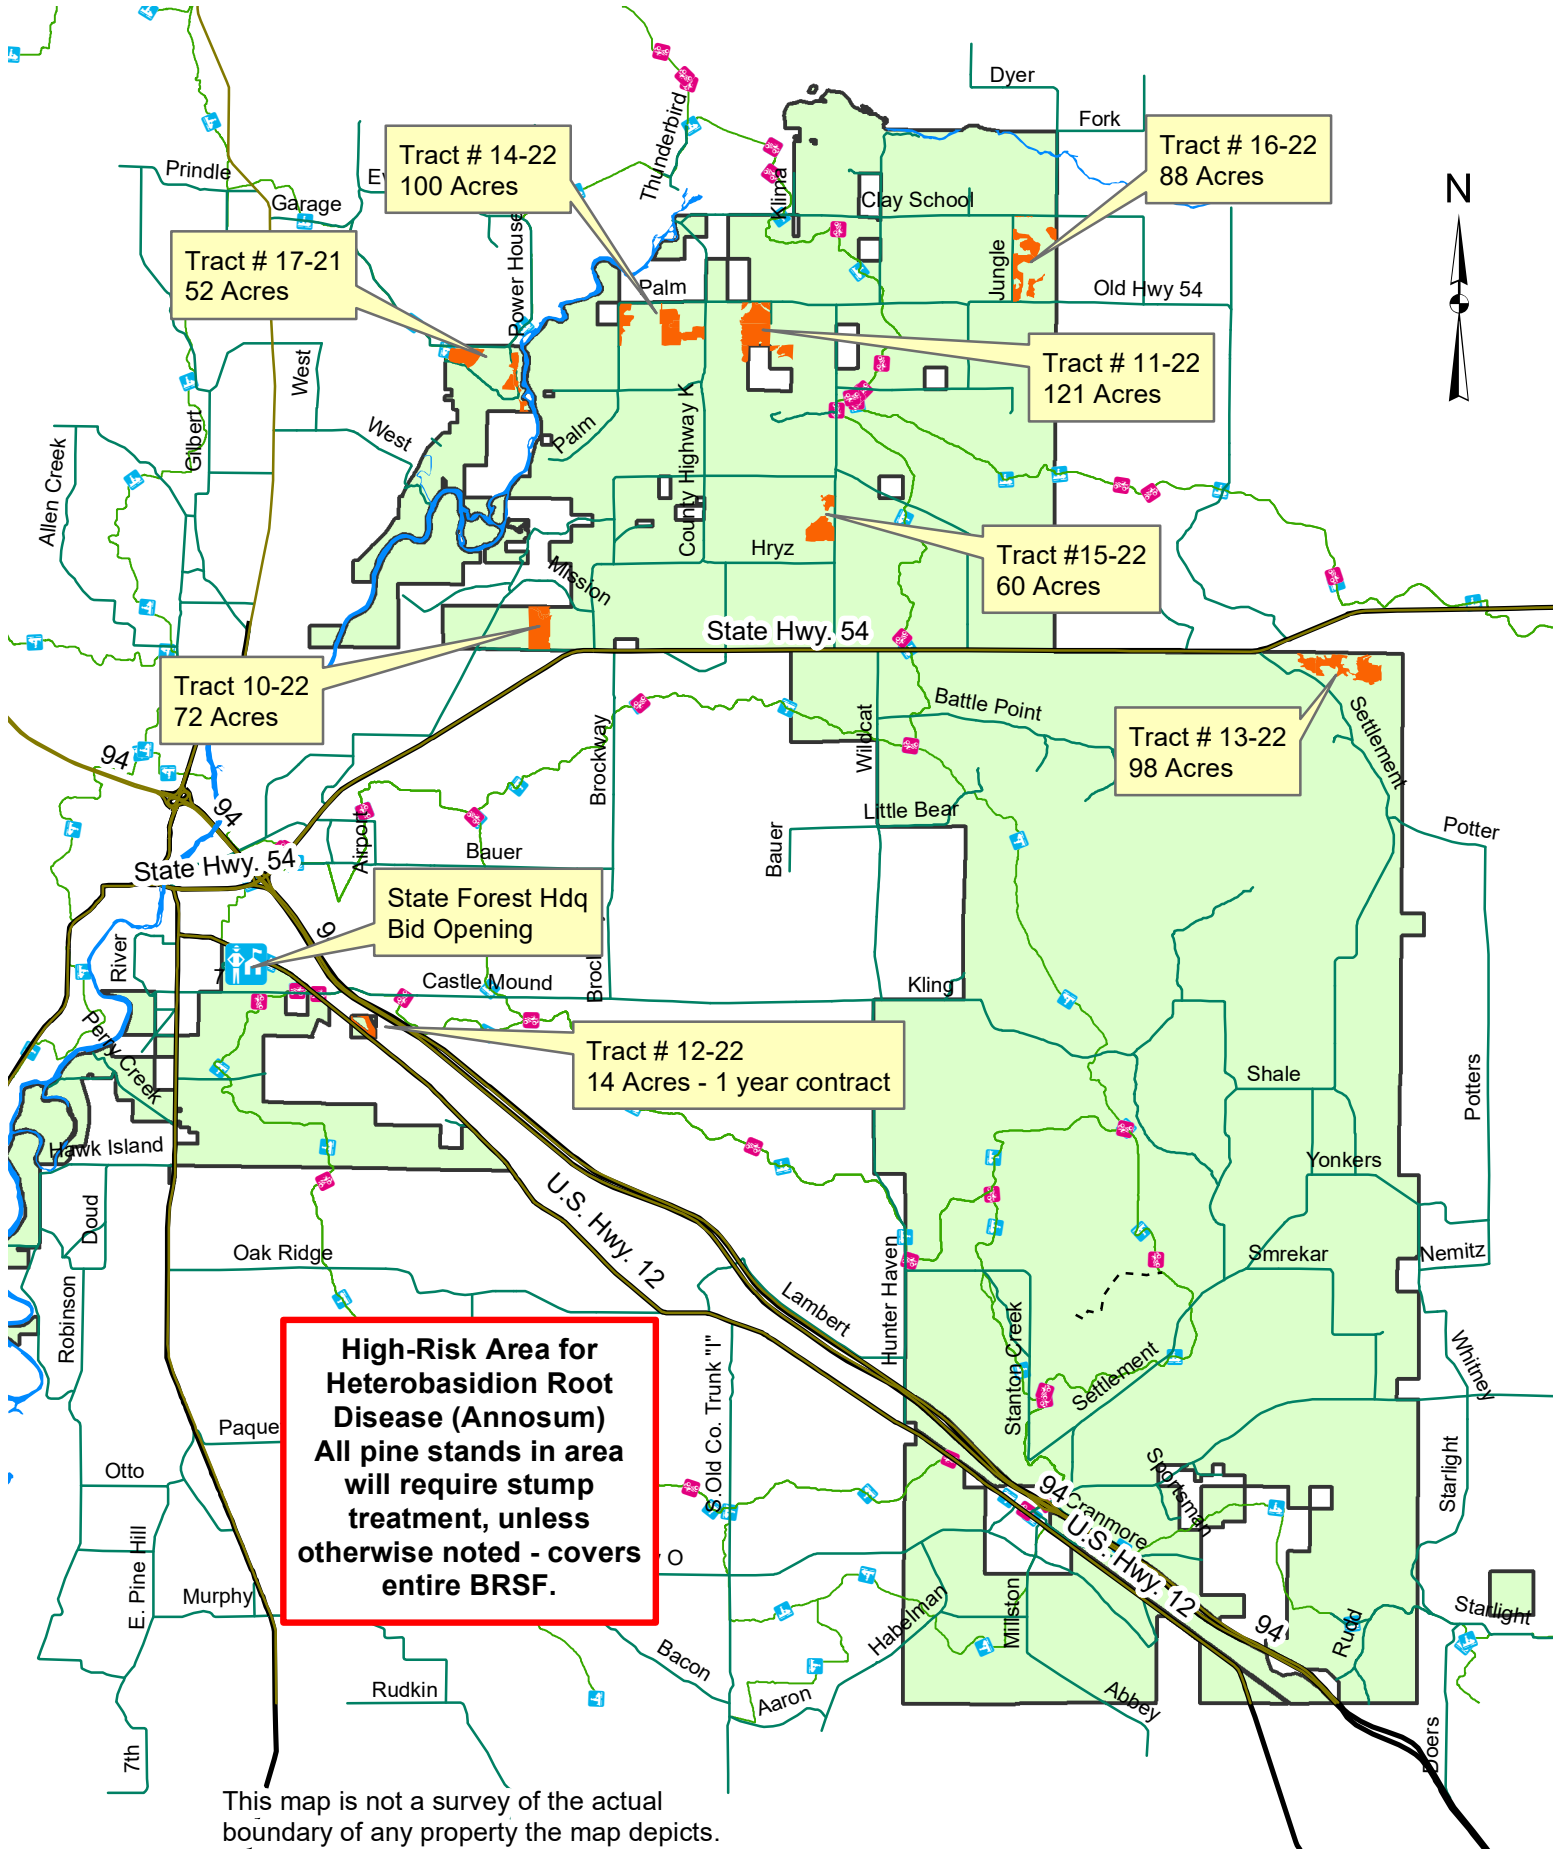 Dyer
Fork
Thunderbird
Tract # 14-22
100 Acres
Tract # 16-22
88 Acres
Prindle
Garage
Klima
Clay School
N
Power House
Tract # 17-21
52 Acres
Jungle
Palm
Old Hwy 54
West
Tract # 11-22
121 Acres
Gilbert
West
Palm
County Highway K
Allen Creek
Hryz
Tract #15-22
60 Acres
Mission
State Hwy. 54
Tract 10-22
72 Acres
Battle Point
Settlement
Brockway
Wildcat
Tract # 13-22
98 Acres
94
94
Little Bear
Potter
Airport
Bauer
Bauer
State Hwy. 54
State Forest Hdq
Bid Opening
9
River
7
Castle Mound
Kling
Perry Creek
Tract # 12-22
14 Acres - 1 year contract
Shale
Potters
Hawk Island
Yonkers
U.S. Hwy. 12
Doud
Oak Ridge
Hunter Haven
Smrekar
Nemitz
Robinson
Lambert
Stanton Creek
Settlement
Whitney
S.Old Co. Trunk "I"
High-Risk Area for
Heterobasidion Root
Disease (Annosum)
All pine stands in area
will require stump
treatment, unless
otherwise noted - covers
entire BRSF.
Paque
Otto
Starlight
Sportsman
94
Cranmore
U.S. Hwy. 12
O
E. Pine Hill
Murphy
Millston
Habelman
94
Rudd
Starlight
Bacon
Rudkin
Aaron
Abbey
7th
Doers
This map is not a survey of the actual
boundary of any property the map depicts.